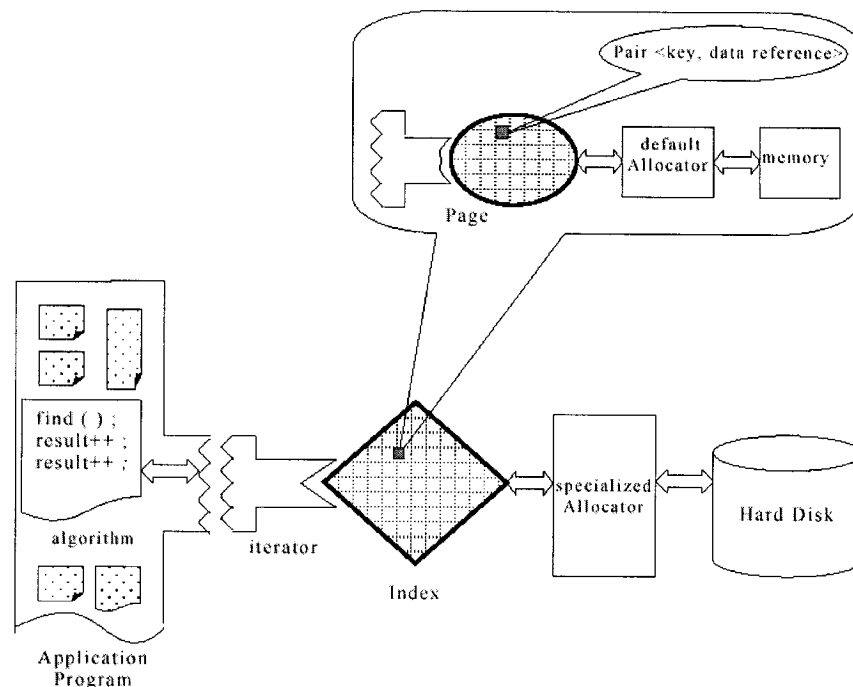 Pair <key, data reference>
default
Allocator
memory
Page
find ( ) ;
result++ ;
result++ ;
algorithm
iterator
Index
specialized
Allocator
Hard Disk
Application
Program